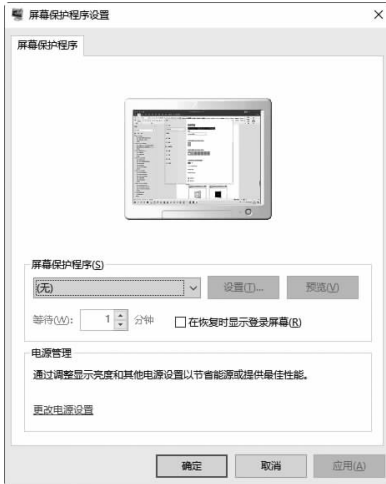 屏幕保护程序设置
屏幕保护程序
屏幕保护程序(S)
(无)
设置(T)...
预览(V)
等待(W):
1
分钟
在恢复时显示登录屏幕(R)
电源管理
通过调整显示亮度和其他电源设置以节省能源或提供最佳性能。
更改电源设置
确定
取消
应用(A)